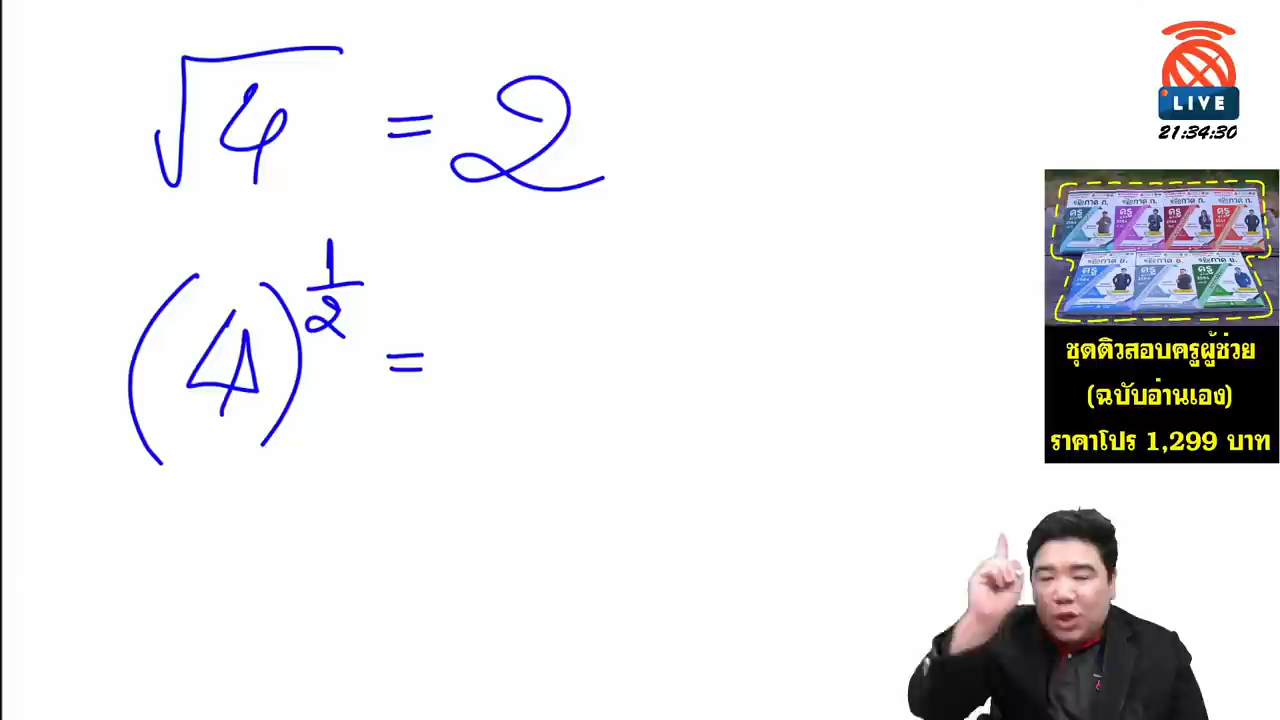 √4 = 2
(4)^(1/2) =
LIVE
21:34:30
ชุดติวสอบครูผู้ช่วย
(ฉบับอ่านเอง)
ราคาโปร 1,299 บาท